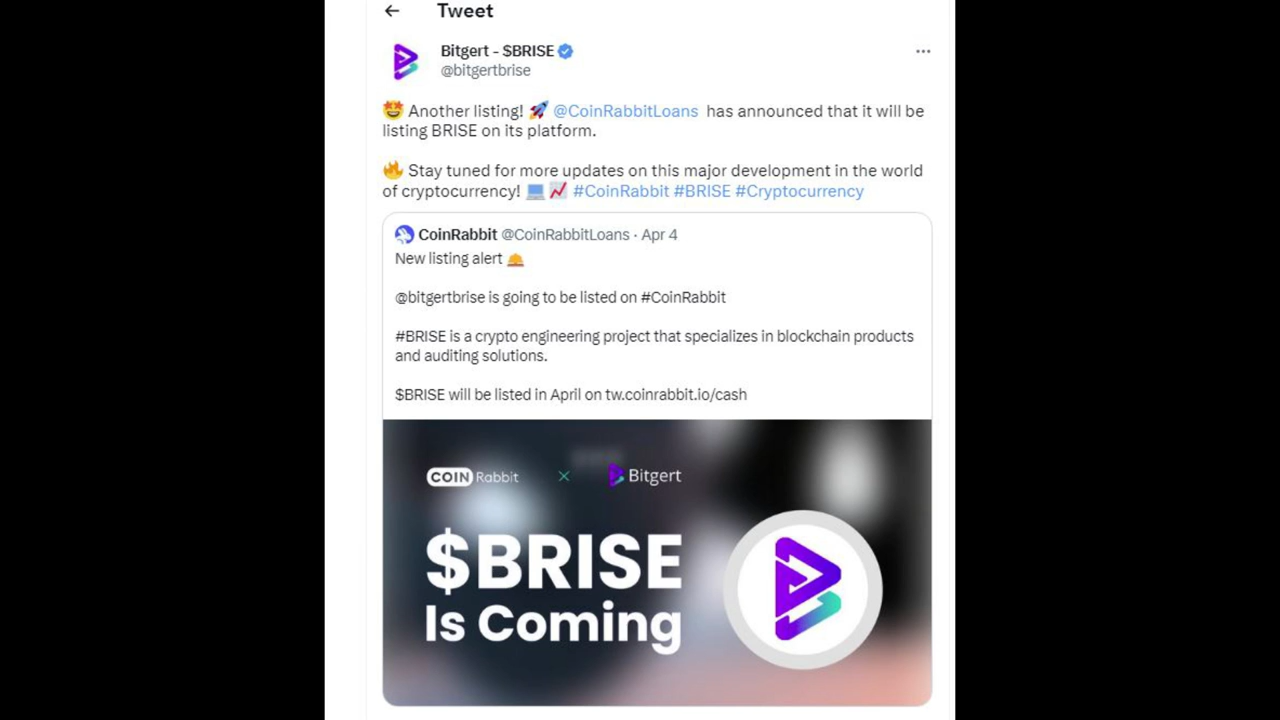 Tweet
Bitgert - $BRISE
@bitgertbrise
🤩 Another listing! 🚀 @CoinRabbitLoans has announced that it will be
listing BRISE on its platform.
🔥 Stay tuned for more updates on this major development in the world
of cryptocurrency! 💻 📈 #CoinRabbit #BRISE #Cryptocurrency
CoinRabbit @CoinRabbitLoans · Apr 4
New listing alert 🛎️
@bitgertbrise is going to be listed on #CoinRabbit
#BRISE is a crypto engineering project that specializes in blockchain products
and auditing solutions.
$BRISE will be listed in April on tw.coinrabbit.io/cash
COIN Rabbit × Bitgert
$BRISE
Is Coming